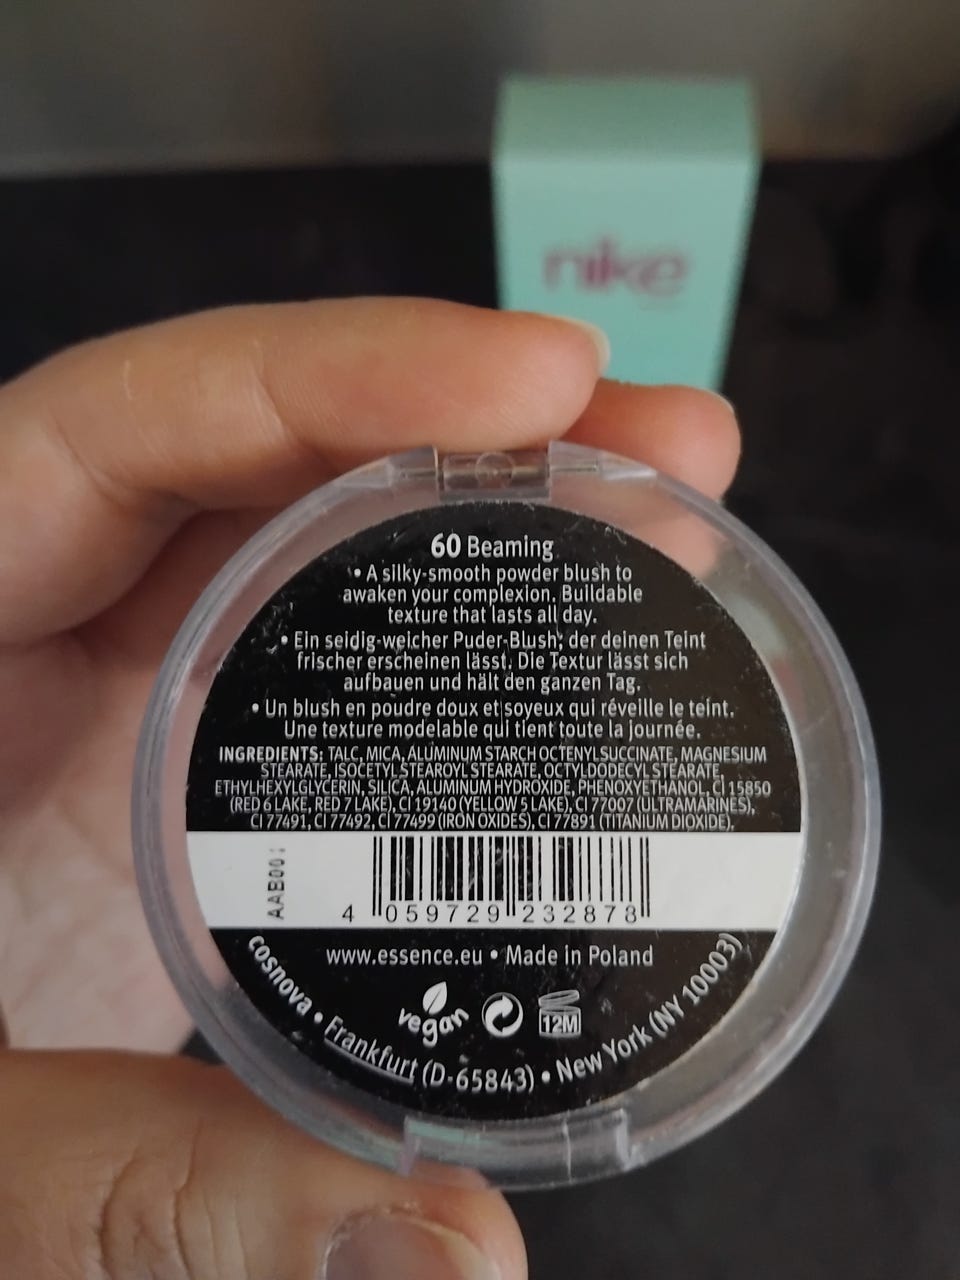 nike
60 Beaming
• A silky-smooth powder blush to
awaken your complexion. Buildable
texture that lasts all day.
• Ein seidig-weicher Puder-Blush, der deinen Teint
frischer erscheinen lässt. Die Textur lässt sich
aufbauen und hält den ganzen Tag.
• Un blush en poudre doux et soyeux qui réveille le teint.
Une texture modelable qui tient toute la journée.
INGREDIENTS: TALC, MICA, ALUMINUM STARCH OCTENYLSUCCINATE, MAGNESIUM
STEARATE, ISOCETYL STEAROYL STEARATE, OCTYLDODECYL STEARATE,
ETHYLHEXYLGLYCERIN, SILICA, ALUMINUM HYDROXIDE, PHENOXYETHANOL, CI 15850
(RED 6 LAKE, RED 7 LAKE), CI 19140 (YELLOW 5 LAKE), CI 77007 (ULTRAMARINES),
CI 77491, CI 77492, CI 77499 (IRON OXIDES), CI 77891 (TITANIUM DIOXIDE).
AAB001
4 059729 232878
www.essence.eu • Made in Poland
vegan
12M
cosnova • Frankfurt (D-65843) • New York (NY 10003)